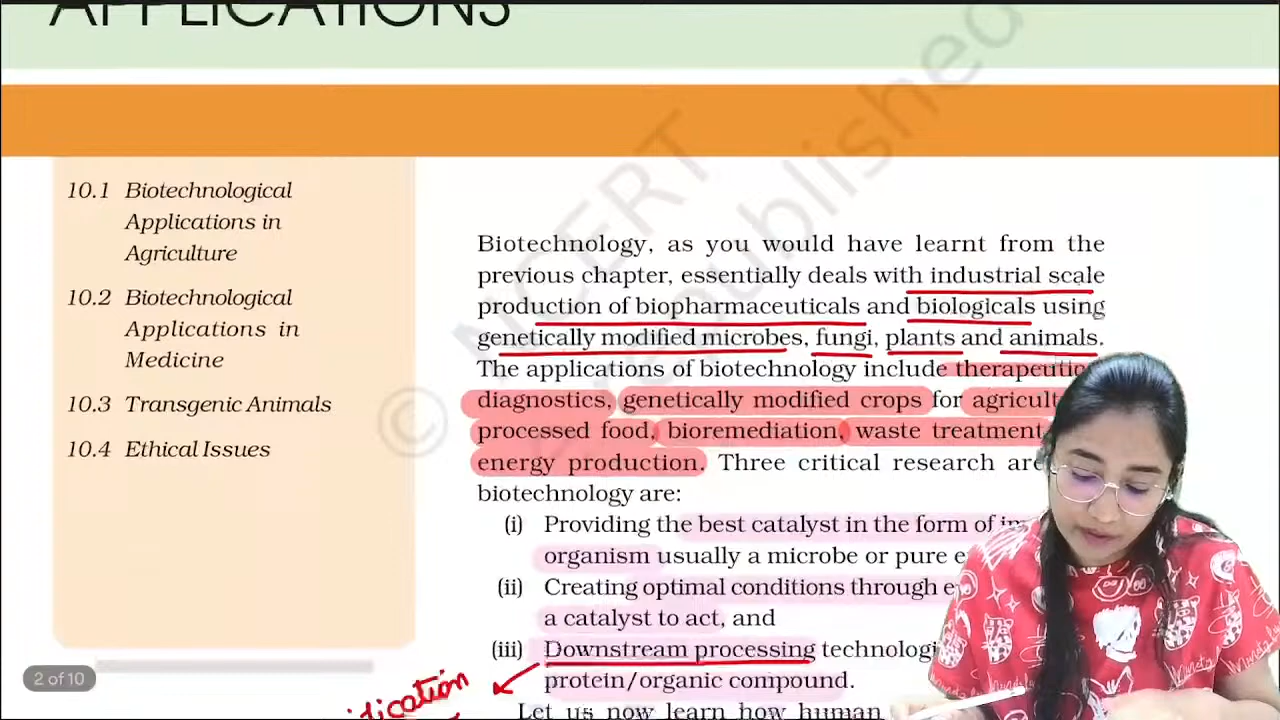 APPLICATIONS
10.1 Biotechnological
Applications in
Agriculture
10.2 Biotechnological
Applications in
Medicine
10.3 Transgenic Animals
10.4 Ethical Issues
Biotechnology, as you would have learnt from the
previous chapter, essentially deals with industrial scale
production of biopharmaceuticals and biologicals using
genetically modified microbes, fungi, plants and animals.
The applications of biotechnology include
diagnostics, genetically modified crops for
processed food, bioremediation, waste treatment
energy production. Three critical research
biotechnology are:
(i) Providing the best catalyst in the form of
organism usually a microbe or pure
(ii) Creating optimal conditions through
a catalyst to act, and
(iii) Downstream processing
protein/organic compound.
Let us now learn how human
2 of 10
© NCERT